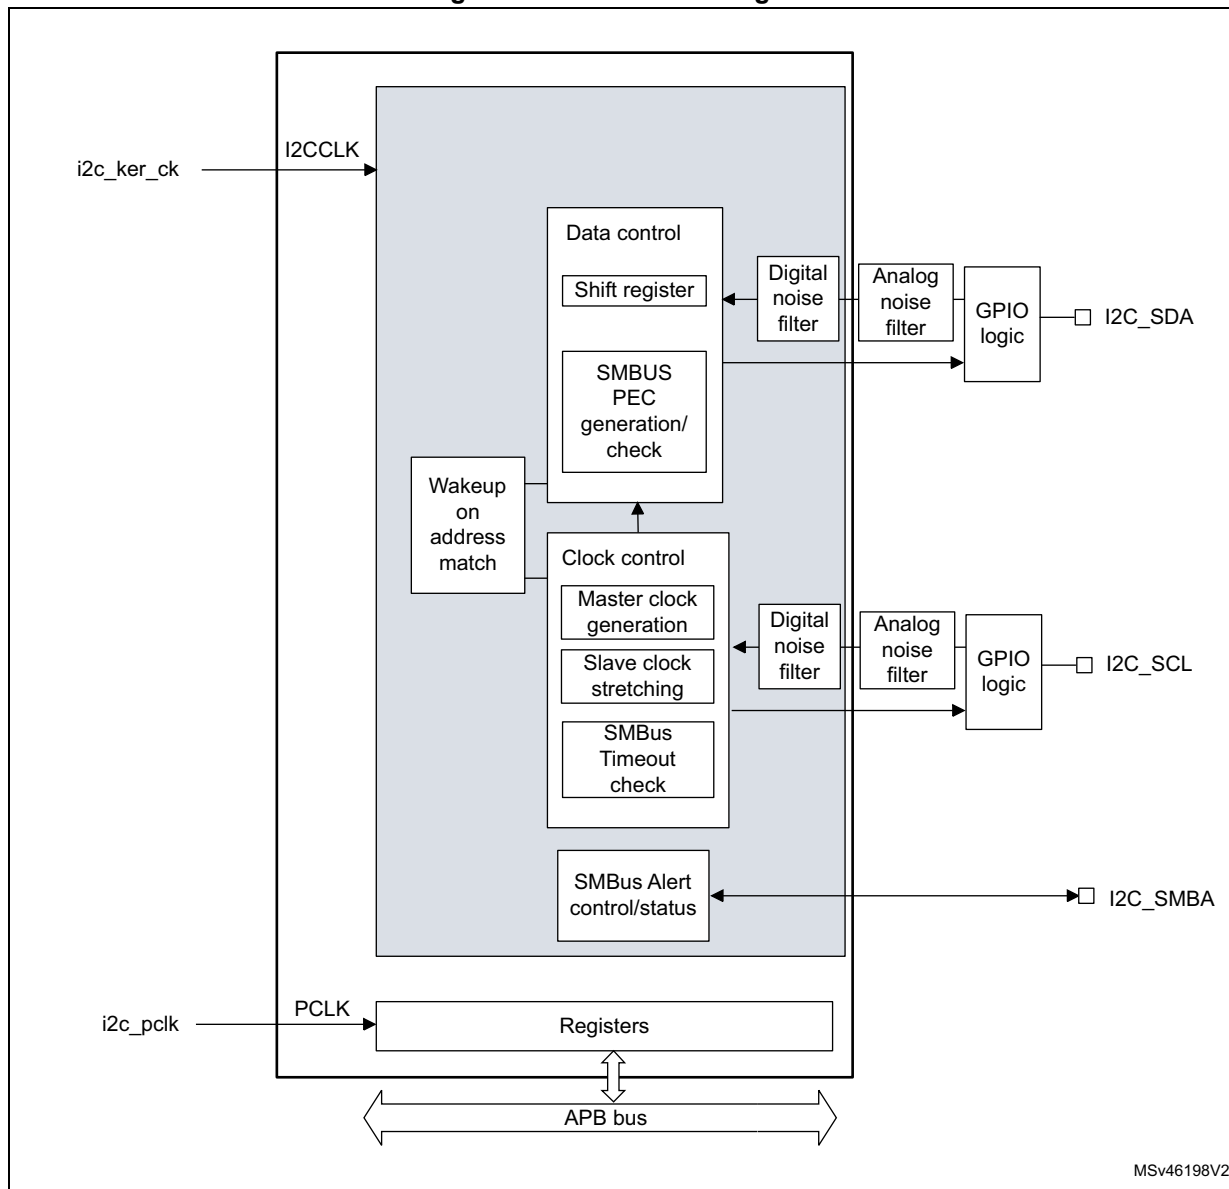 I2CCLK
i2c_ker_ck
Data control
Shift register
SMBUS
PEC
generation/
check
Digital
noise
filter
Analog
noise
filter
GPIO
logic
I2C_SDA
Wakeup
on
address
match
Clock control
Master clock
generation
Slave clock
stretching
SMBus
Timeout
check
Digital
noise
filter
Analog
noise
filter
GPIO
logic
I2C_SCL
SMBus Alert
control/status
I2C_SMBA
PCLK
i2c_pclk
Registers
APB bus
MSv46198V2